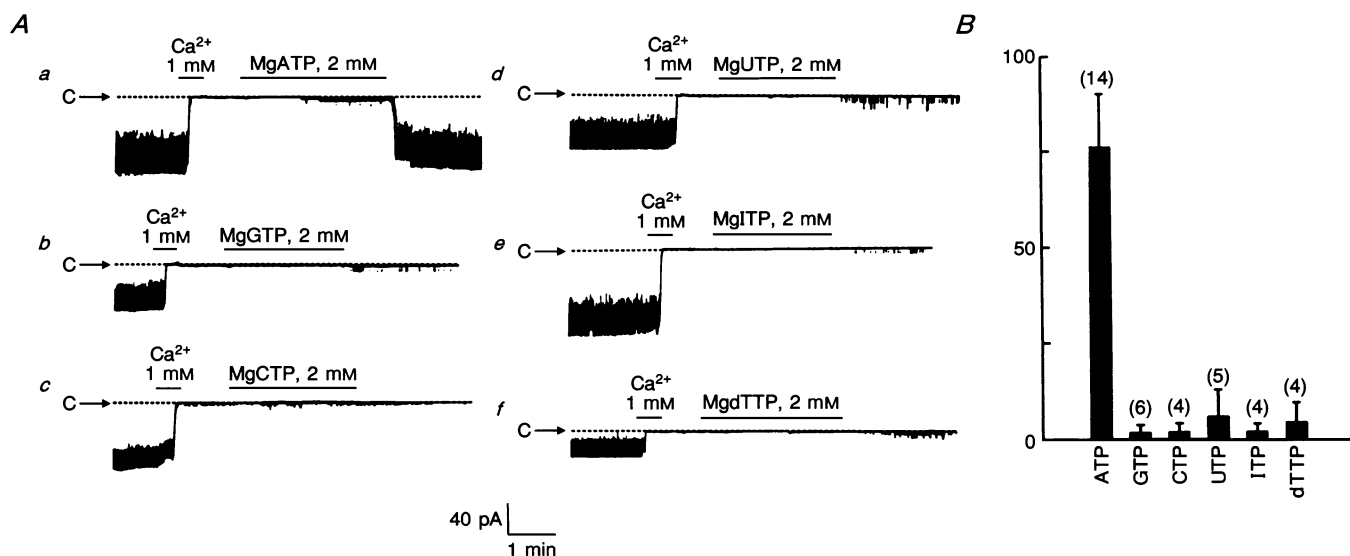 A
a
Ca2+
1 mM
MgATP, 2 mM
C
b
Ca2+
1 mM
MgGTP, 2 mM
C
c
Ca2+
1 mM
MgCTP, 2 mM
C
d
Ca2+
1 mM
MgUTP, 2 mM
C
e
Ca2+
1 mM
MgITP, 2 mM
C
f
Ca2+
1 mM
MgdTTP, 2 mM
C
40 pA
1 min
B
100
50
0
(14)
(6)
(4)
(5)
(4)
(4)
ATP
GTP
CTP
UTP
ITP
dTTP